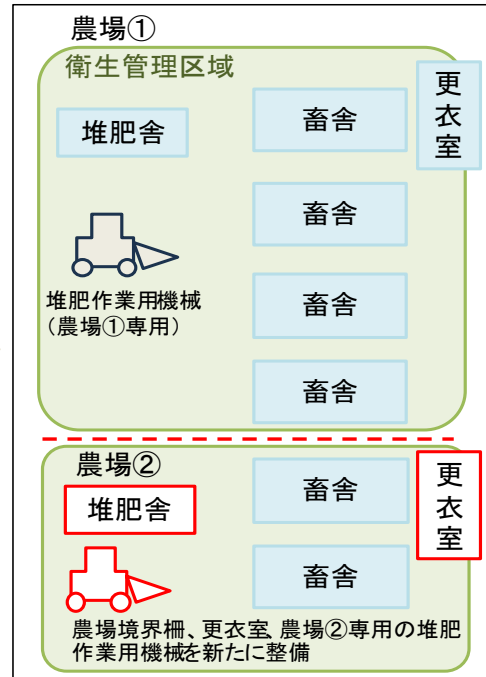 農場①
衛生管理区域
更衣室
堆肥舎
畜舎
畜舎
堆肥作業用機械
(農場①専用)
畜舎
畜舎
農場②
更衣室
堆肥舎
畜舎
畜舎
農場境界柵、更衣室、農場②専用の堆肥
作業用機械を新たに整備